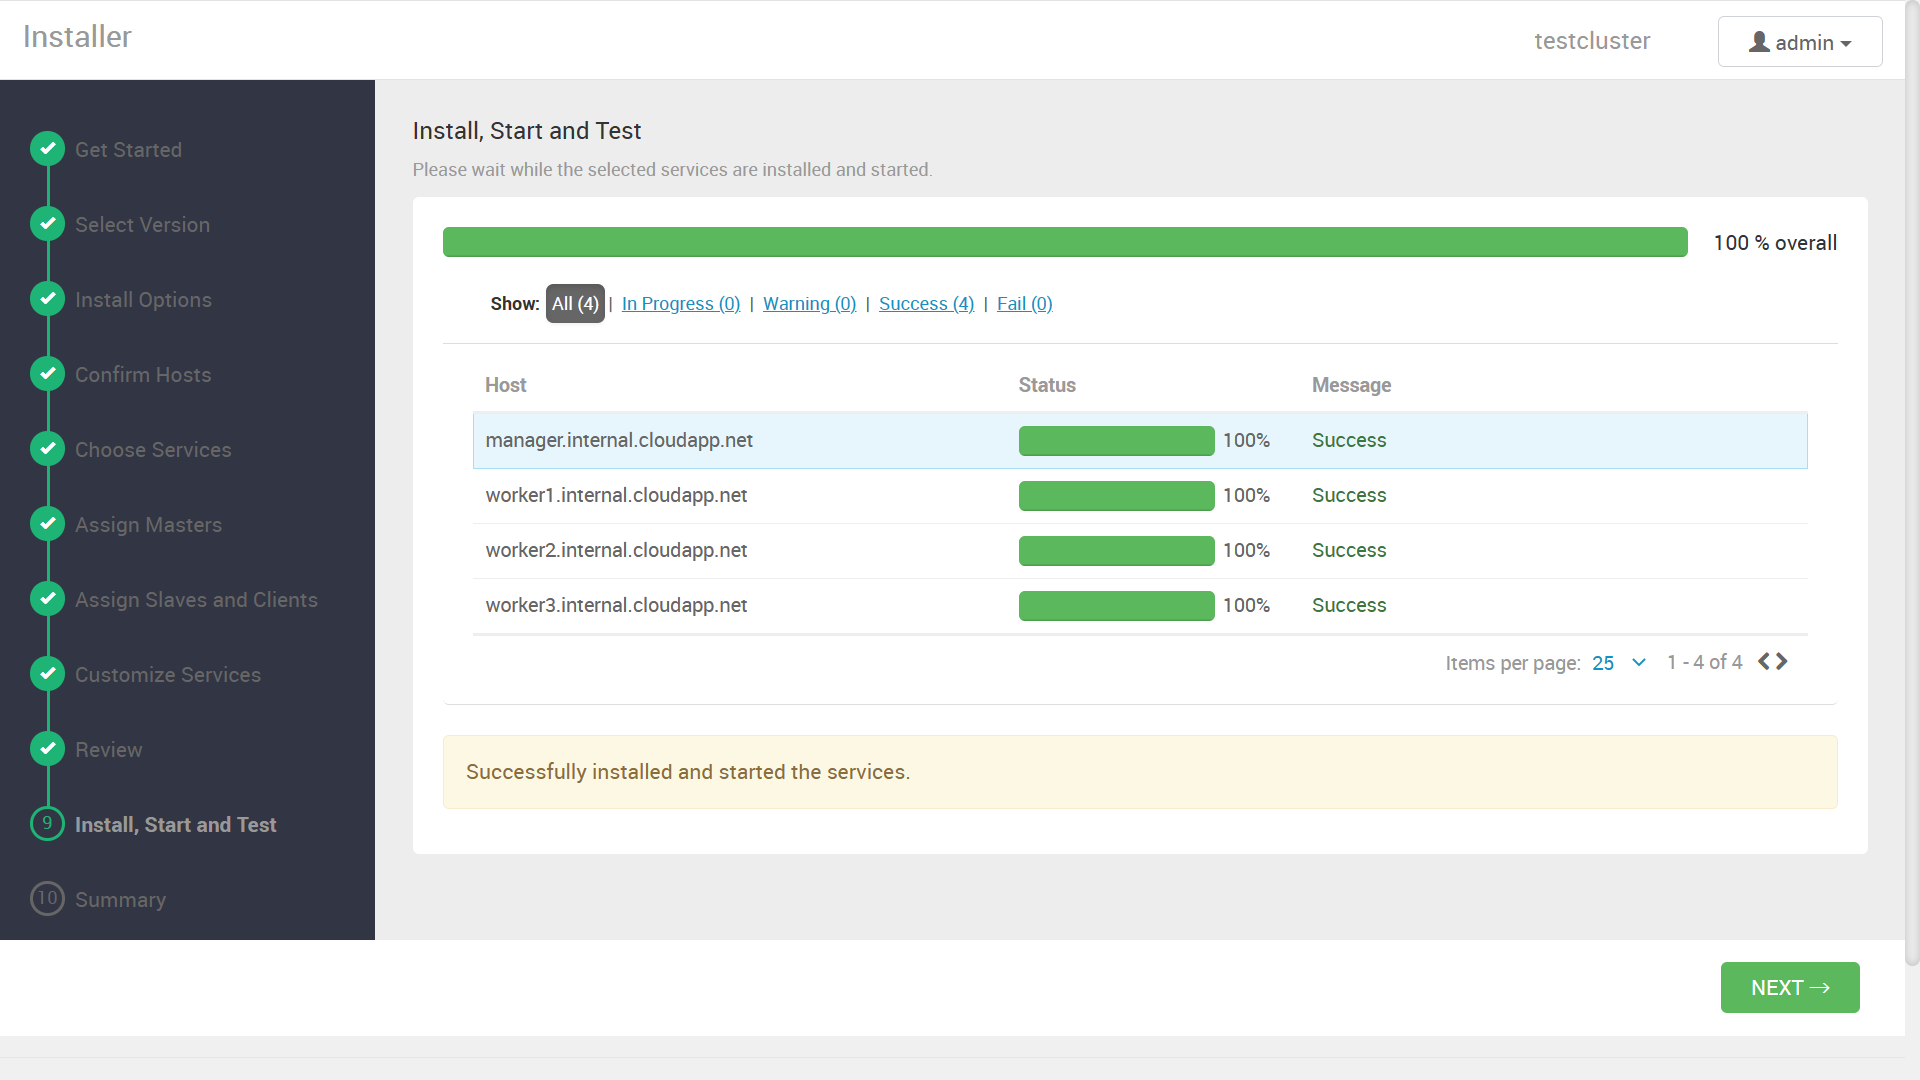 Installer
testcluster
admin
Get Started
Select Version
Install Options
Confirm Hosts
Choose Services
Assign Masters
Assign Slaves and Clients
Customize Services
Review
9 Install, Start and Test
10 Summary
Install, Start and Test
Please wait while the selected services are installed and started.
100 % overall
Show: All (4) | In Progress (0) | Warning (0) | Success (4) | Fail (0)
Host Status Message
manager.internal.cloudapp.net 100% Success
worker1.internal.cloudapp.net 100% Success
worker2.internal.cloudapp.net 100% Success
worker3.internal.cloudapp.net 100% Success
Items per page: 25 1 - 4 of 4
Successfully installed and started the services.
NEXT →